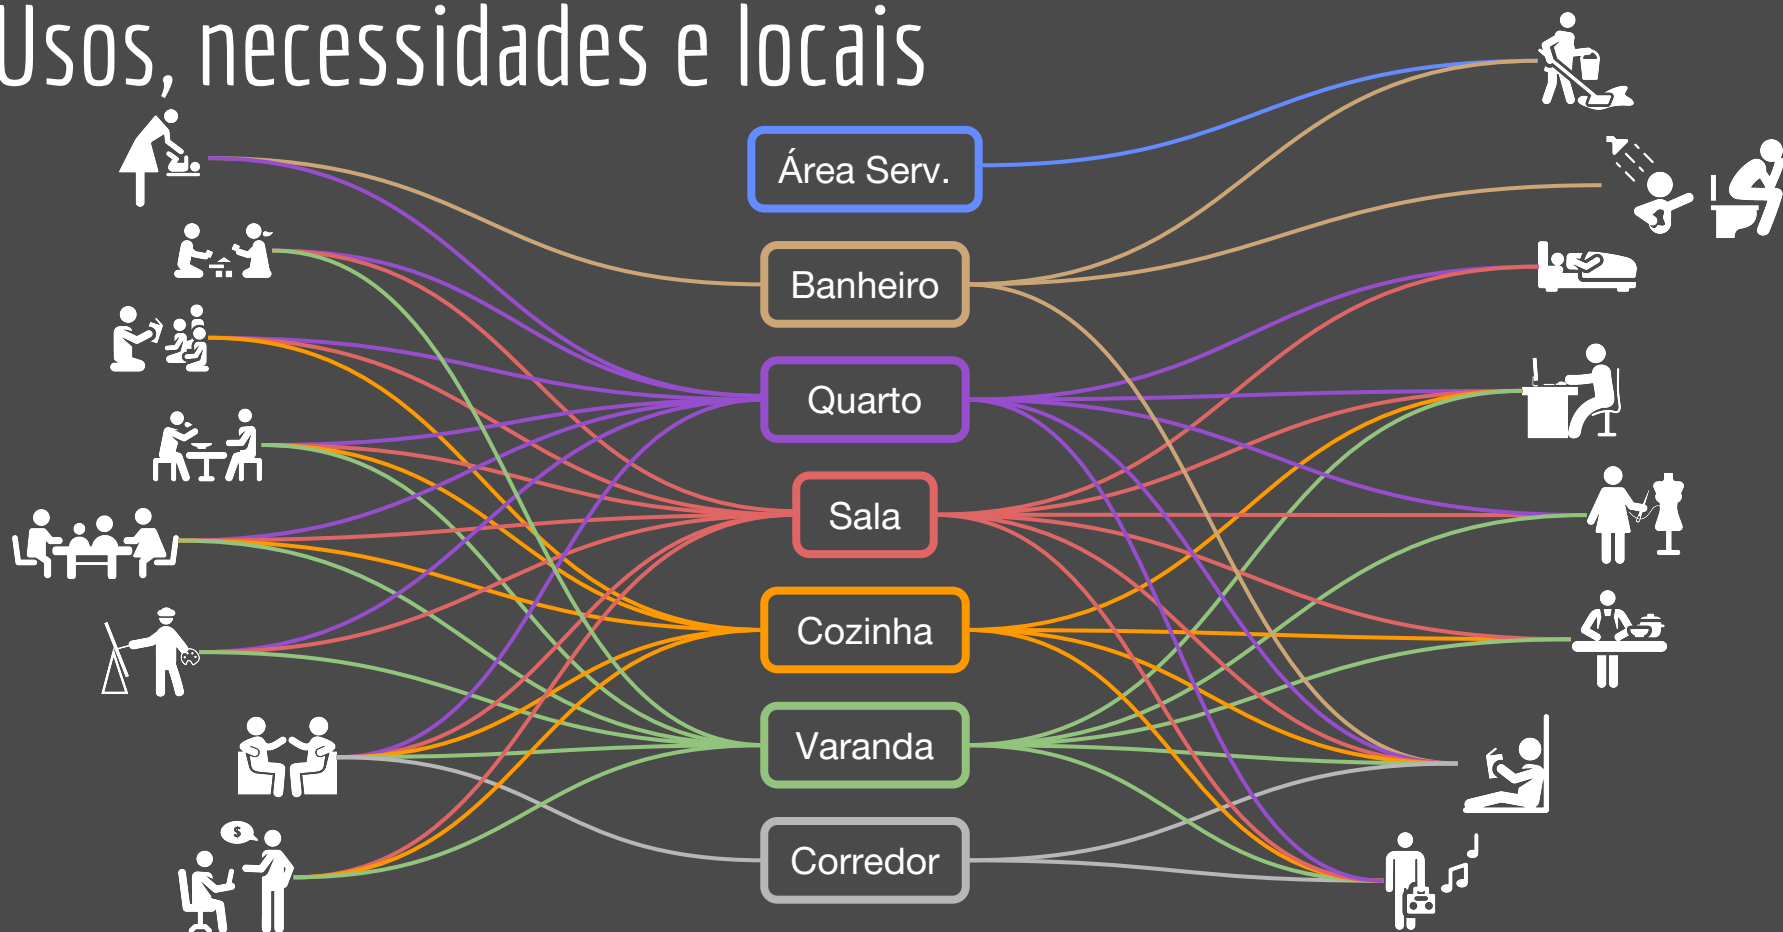 Usos, necessidades e locais
Área Serv.
Banheiro
Quarto
Sala
Cozinha
Varanda
Corredor
$